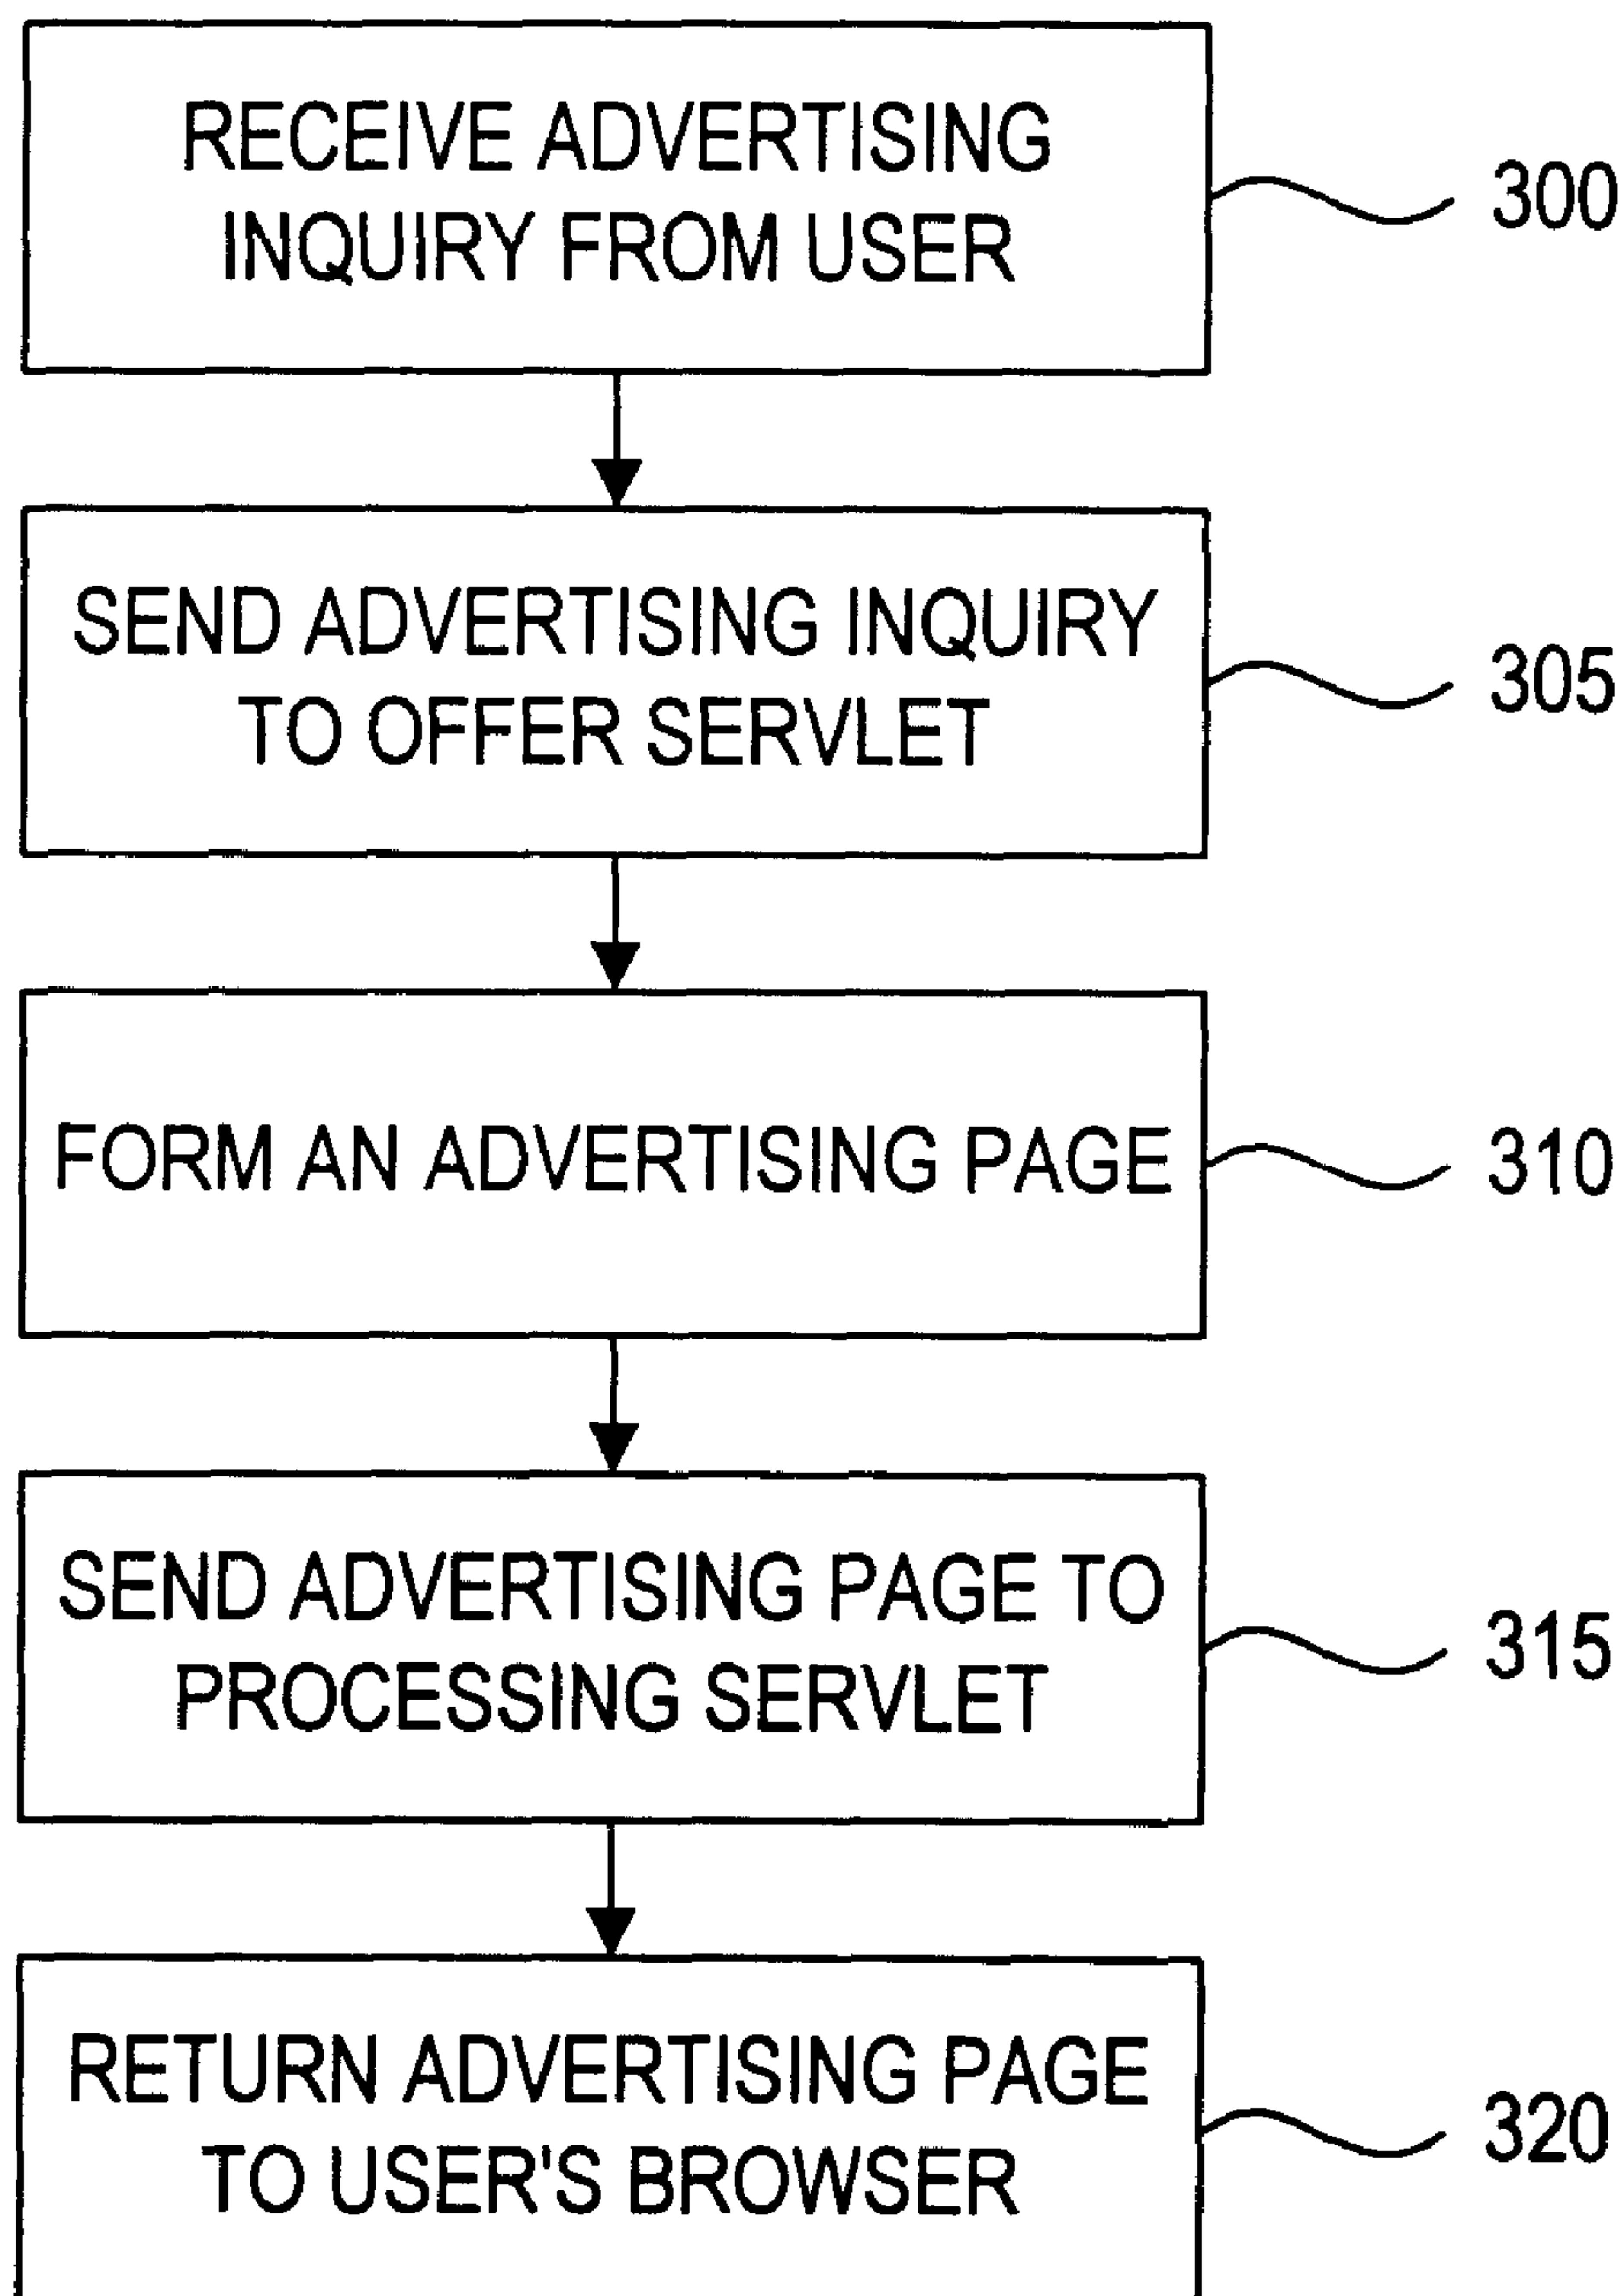 RECEIVE ADVERTISING
INQUIRY FROM USER
300
SEND ADVERTISING INQUIRY
TO OFFER SERVLET
305
FORM AN ADVERTISING PAGE
310
SEND ADVERTISING PAGE TO
PROCESSING SERVLET
315
RETURN ADVERTISING PAGE
TO USER'S BROWSER
320